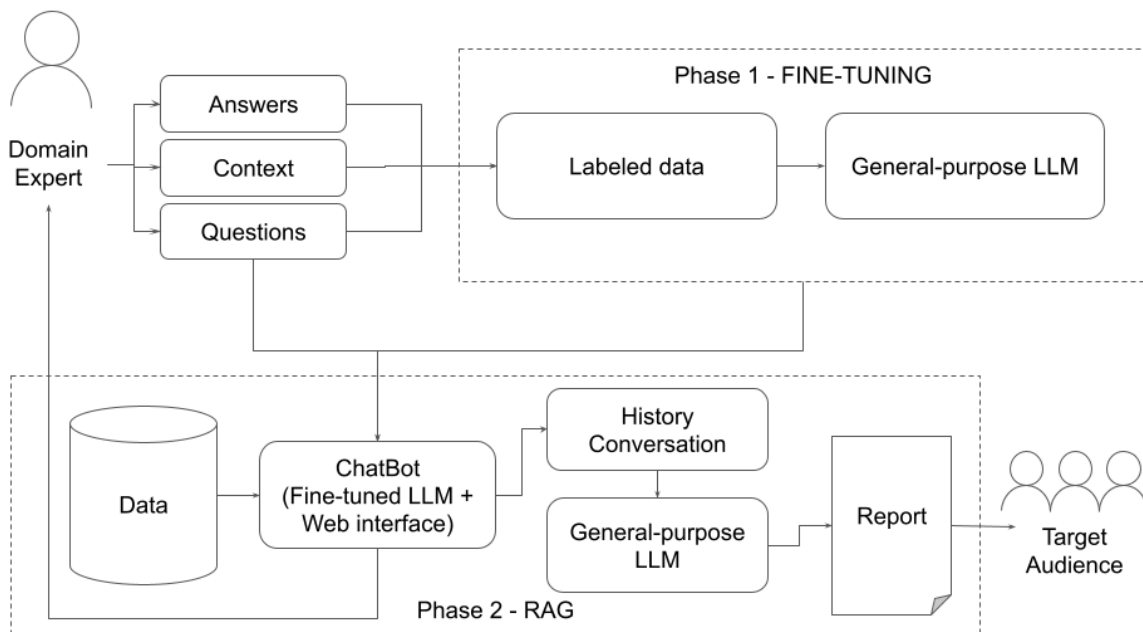 Phase 1 - FINE-TUNING
Answers
Domain
Expert
Context
Questions
Labeled data
General-purpose LLM
Data
ChatBot
(Fine-tuned LLM +
Web interface)
History
Conversation
General-purpose
LLM
Report
Target
Audience
Phase 2 - RAG